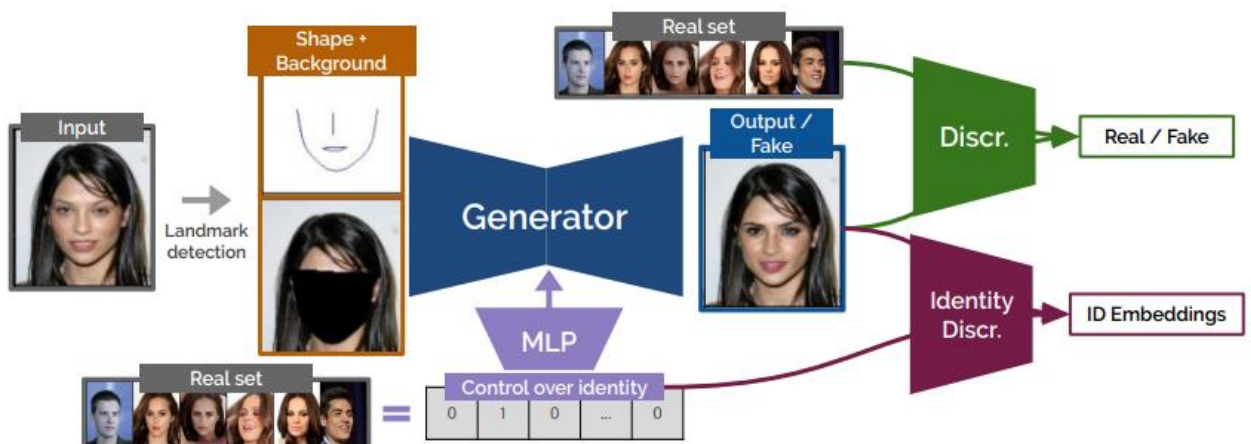 Shape +
Background
Real set
Input
Output /
Fake
Discr.
Real / Fake
Landmark
detection
Generator
Identity
Discr.
ID Embeddings
MLP
Real set
Control over identity
=
0 1 0 ... 0